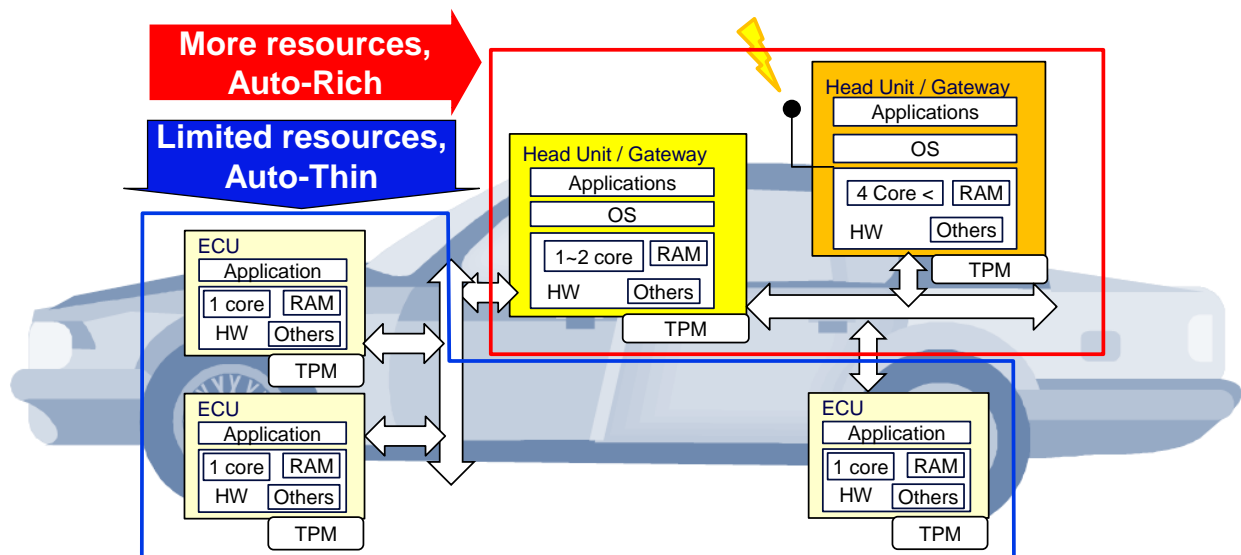 More resources,
Auto-Rich
Limited resources,
Auto-Thin
Head Unit / Gateway
Applications
OS
4 Core <
RAM
HW
Others
TPM
Head Unit / Gateway
Applications
OS
1~2 core
RAM
HW
Others
TPM
ECU
Application
1 core
RAM
HW
Others
TPM
ECU
Application
1 core
RAM
HW
Others
TPM
ECU
Application
1 core
RAM
HW
Others
TPM